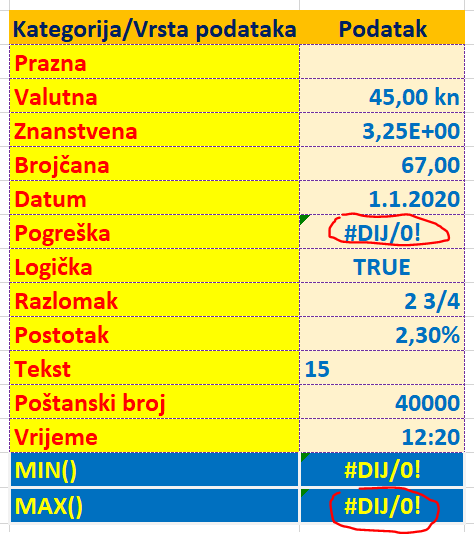 Kategorija/Vrsta podataka Podatak
Prazna
Valutna 45,00 kn
Znanstvena 3,25E+00
Brojčana 67,00
Datum 1.1.2020
Pogreška #DIJ/0!
Logička TRUE
Razlomak 2 3/4
Postotak 2,30%
Tekst 15
Poštanski broj 40000
Vrijeme 12:20
MIN() #DIJ/0!
MAX() #DIJ/0!